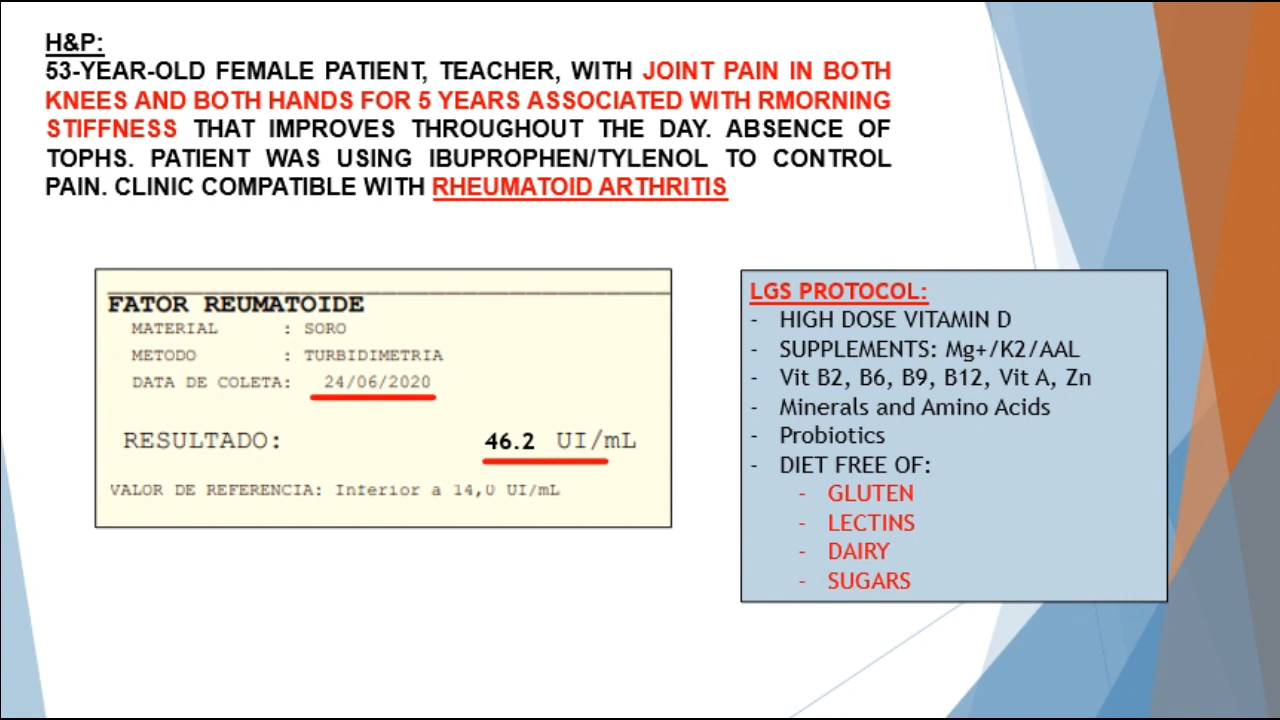 H&P:
53-YEAR-OLD FEMALE PATIENT, TEACHER, WITH JOINT PAIN IN BOTH
KNEES AND BOTH HANDS FOR 5 YEARS ASSOCIATED WITH RMORNING
STIFFNESS THAT IMPROVES THROUGHOUT THE DAY. ABSENCE OF
TOPHS. PATIENT WAS USING IBUPROPHEN/TYLENOL TO CONTROL
PAIN. CLINIC COMPATIBLE WITH RHEUMATOID ARTHRITIS
FATOR REUMATOIDE
MATERIAL : SORO
METODO : TURBIDIMETRIA
DATA DE COLETA: 24/06/2020
RESULTADO: 46.2 UI/mL
VALOR DE REFERENCIA: Inferior a 14,0 UI/mL
LGS PROTOCOL:
- HIGH DOSE VITAMIN D
- SUPPLEMENTS: Mg+/K2/AAL
- Vit B2, B6, B9, B12, Vit A, Zn
- Minerals and Amino Acids
- Probiotics
- DIET FREE OF:
- GLUTEN
- LECTINS
- DAIRY
- SUGARS